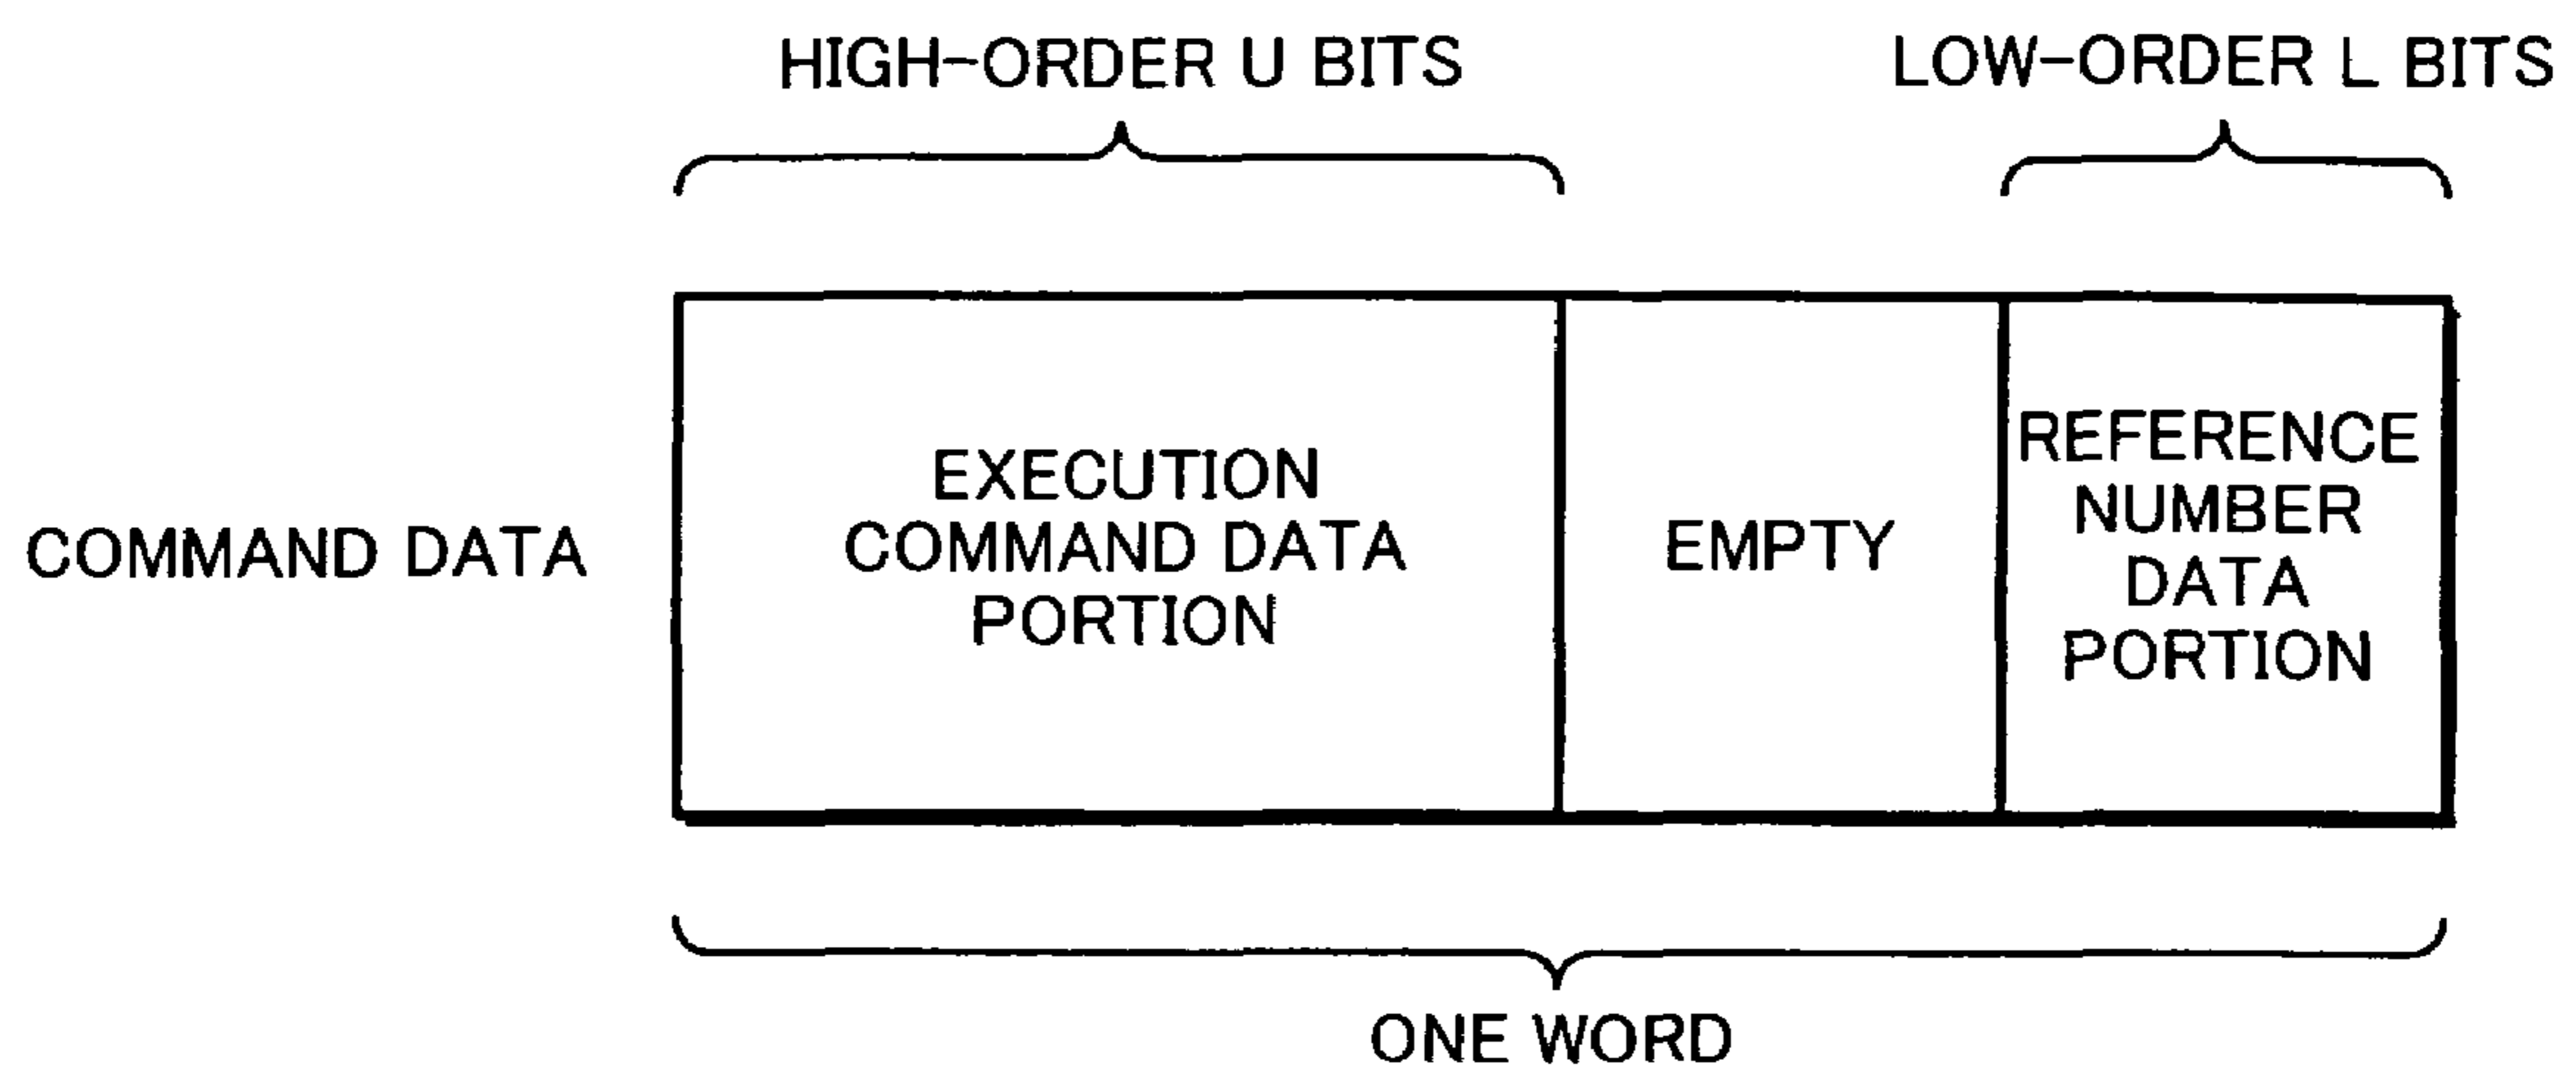 HIGH-ORDER U BITS
LOW-ORDER L BITS
COMMAND DATA
EXECUTION
COMMAND DATA
PORTION
EMPTY
REFERENCE
NUMBER
DATA
PORTION
ONE WORD